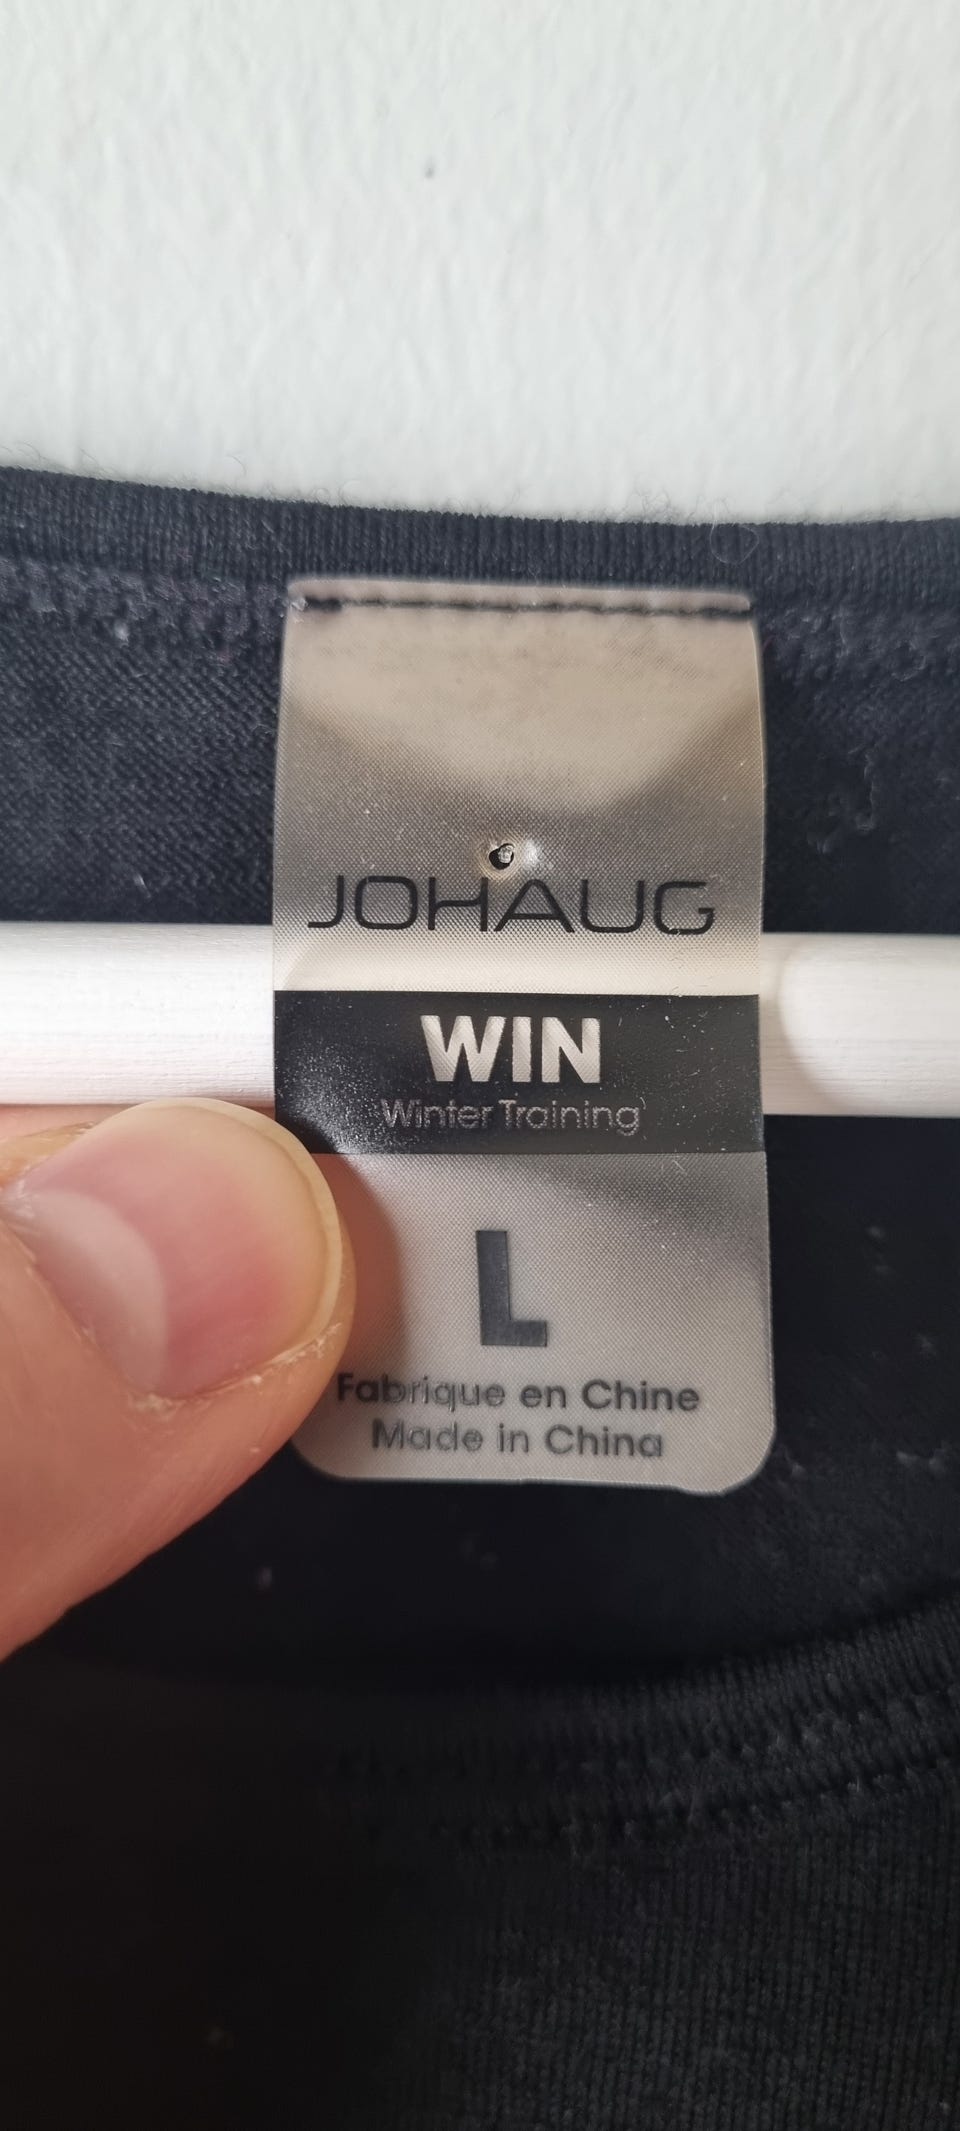 JOHAUG
WIN
Winter Training
L
Fabrique en Chine
Made in China